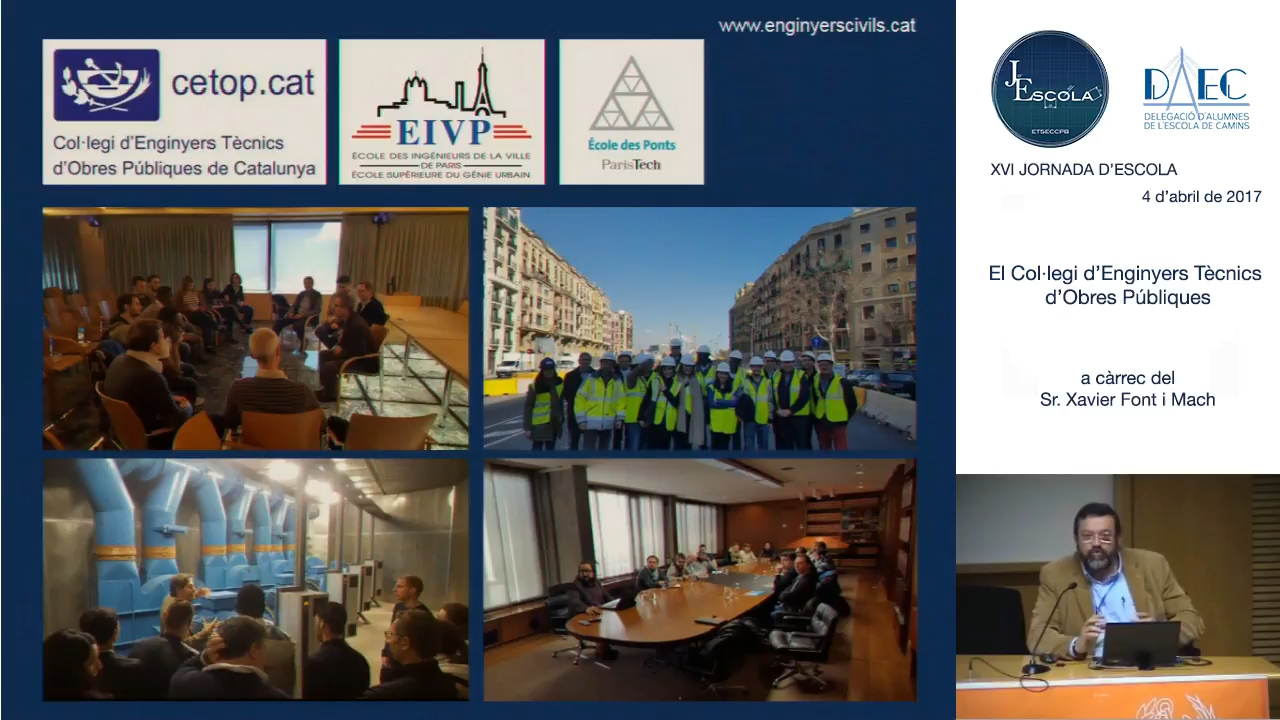 www.enginyerscivils.cat
cetop.cat
Col·legi d'Enginyers Tècnics
d'Obres Públiques de Catalunya
EIVP
ÉCOLE DES INGÉNIEURS DE LA VILLE
DE PARIS
ÉCOLE SUPÉRIEURE DU GÉNIE URBAIN
École des Ponts
ParisTech
JESCOLA
ETSECCPB
DAEC
DELEGACIÓ D'ALUMNES
DE L'ESCOLA DE CAMINS
XVI JORNADA D'ESCOLA
4 d'abril de 2017
El Col·legi d'Enginyers Tècnics
d'Obres Públiques
a càrrec del
Sr. Xavier Font i Mach